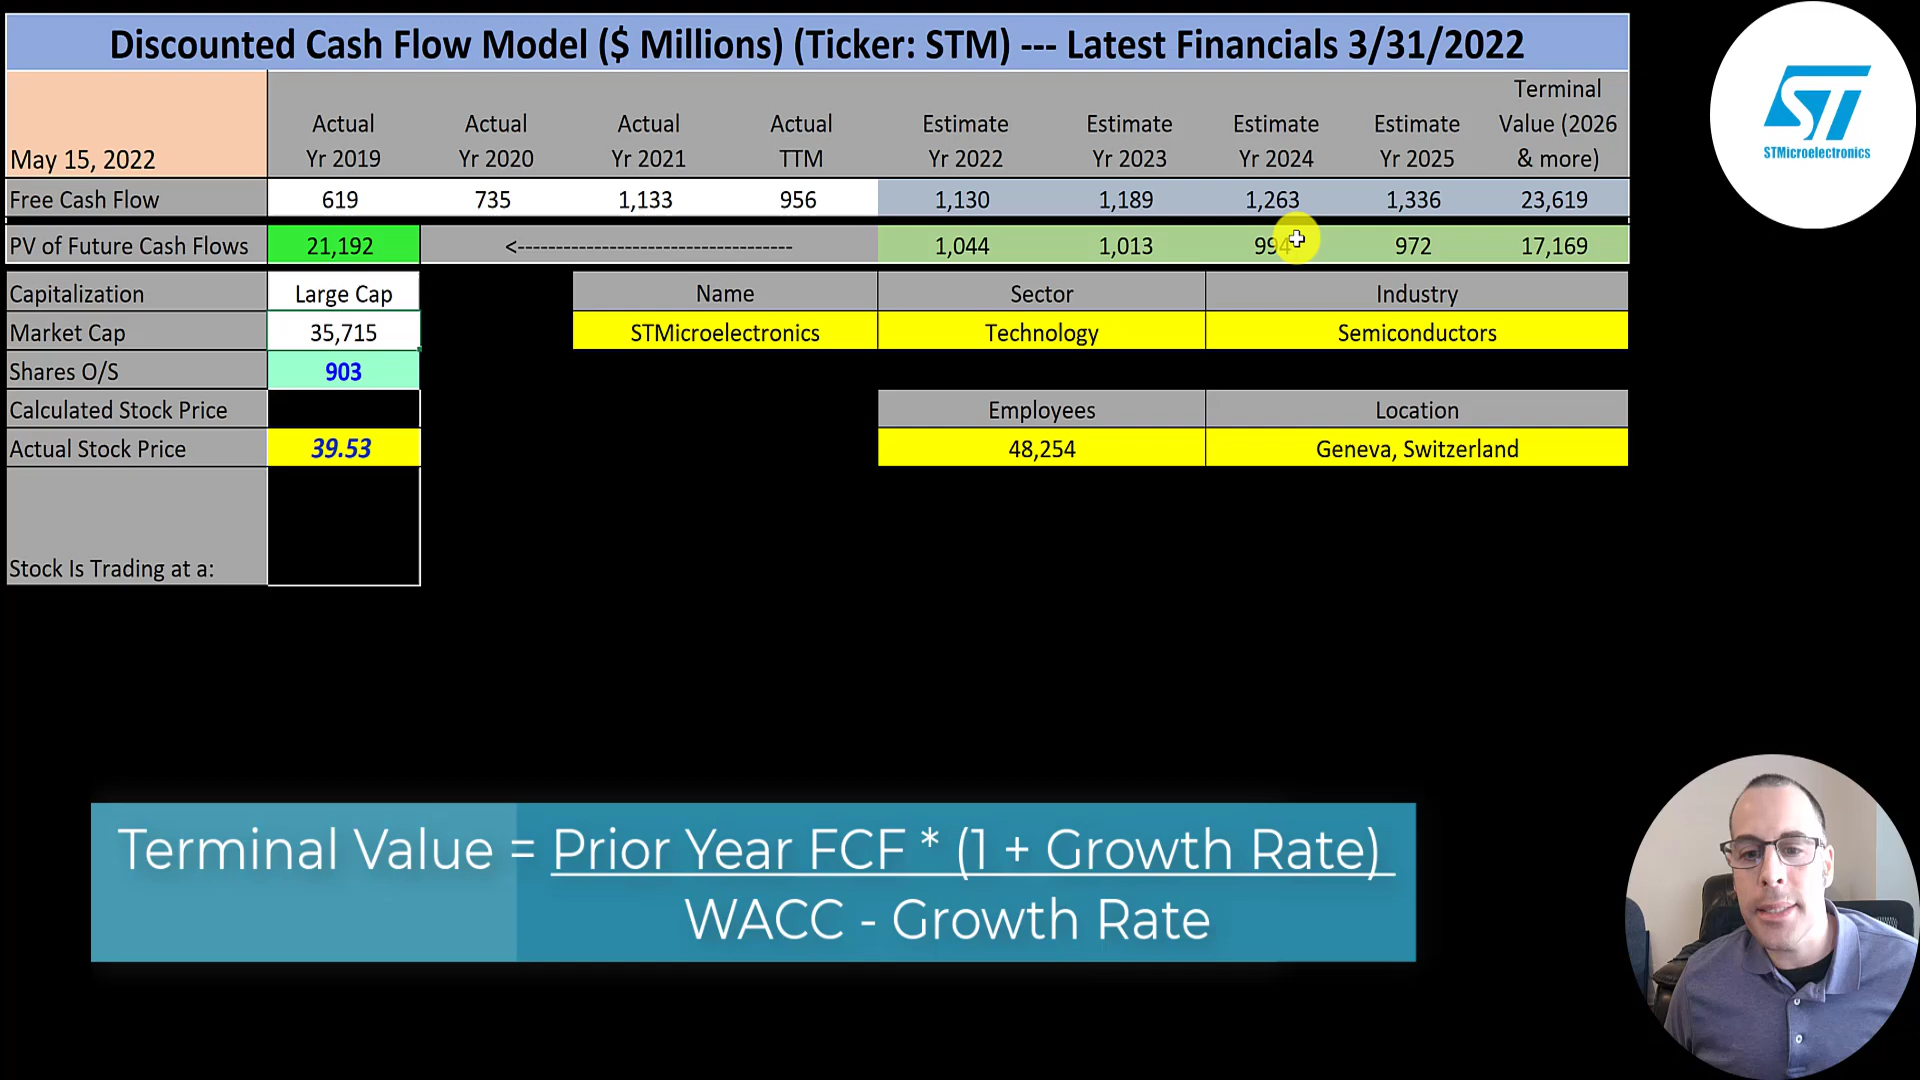 Discounted Cash Flow Model ($ Millions) (Ticker: STM) --- Latest Financials 3/31/2022
May 15, 2022
Actual Yr 2019
Actual Yr 2020
Actual Yr 2021
Actual TTM
Estimate Yr 2022
Estimate Yr 2023
Estimate Yr 2024
Estimate Yr 2025
Terminal Value (2026 & more)
Free Cash Flow 619 735 1,133 956 1,130 1,189 1,263 1,336 23,619
PV of Future Cash Flows 21,192 <------------------------------------ 1,044 1,013 994 972 17,169
Capitalization Large Cap Name Sector Industry
Market Cap 35,715 STMicroelectronics Technology Semiconductors
Shares O/S 903
Calculated Stock Price Employees Location
Actual Stock Price 39.53 48,254 Geneva, Switzerland
Stock Is Trading at a:
Terminal Value = Prior Year FCF * (1 + Growth Rate)
WACC - Growth Rate
ST
STMicroelectronics